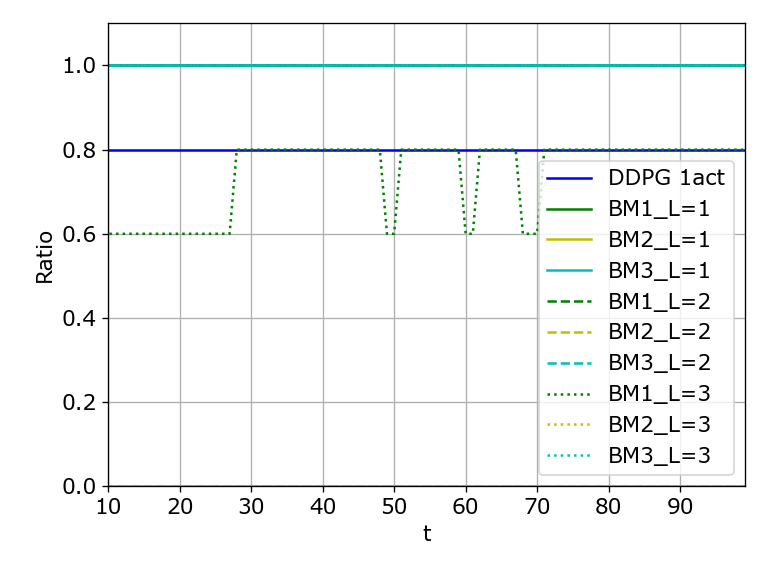 1.0
0.8
0.6
0.4
0.2
0.0
Ratio
10 20 30 40 50 60 70 80 90
t
DDPG 1act
BM1_L=1
BM2_L=1
BM3_L=1
BM1_L=2
BM2_L=2
BM3_L=2
BM1_L=3
BM2_L=3
BM3_L=3